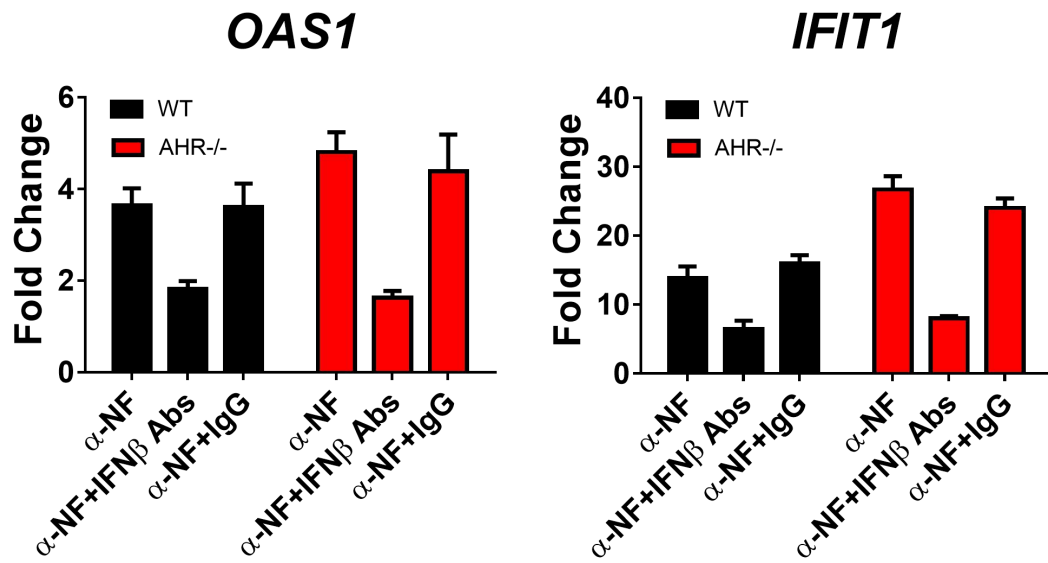 OAS1
Fold Change
6
4
2
0
WT
AHR-/-
α-NF
α-NF+IFNβ Abs
α-NF+IgG
α-NF
α-NF+IFNβ Abs
α-NF+IgG
IFIT1
Fold Change
40
30
20
10
0
WT
AHR-/-
α-NF
α-NF+IFNβ Abs
α-NF+IgG
α-NF
α-NF+IFNβ Abs
α-NF+IgG